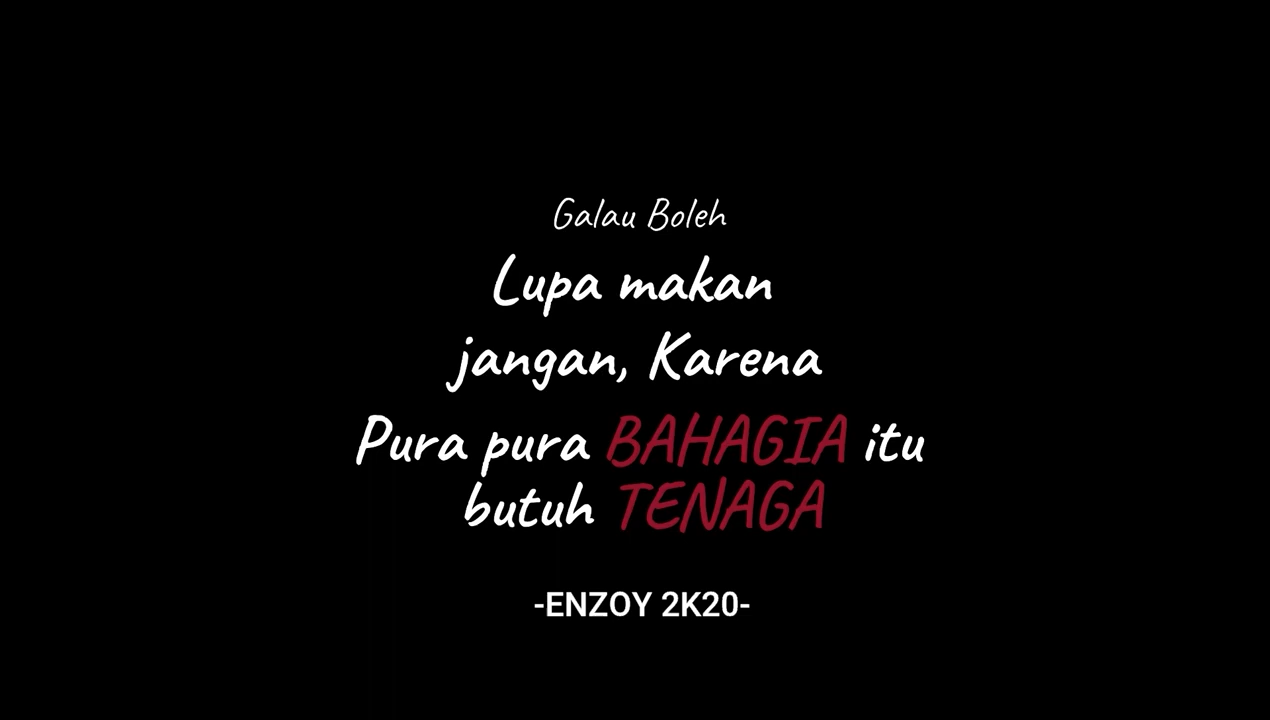 Galau Boleh
Lupa makan
jangan, Karena
Pura pura BAHAGIA itu
butuh TENAGA
-ENZOY 2K20-